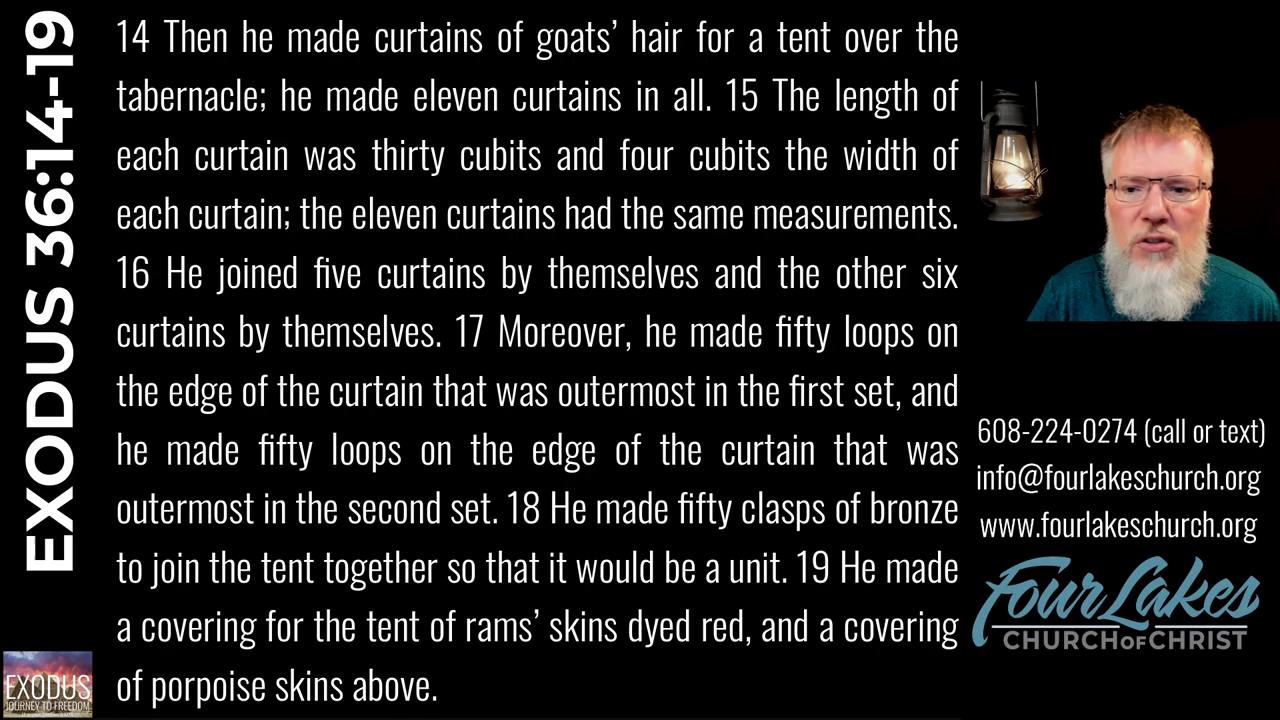 EXODUS 36:14-19
14 Then he made curtains of goats’ hair for a tent over the
tabernacle; he made eleven curtains in all. 15 The length of
each curtain was thirty cubits and four cubits the width of
each curtain; the eleven curtains had the same measurements.
16 He joined five curtains by themselves and the other six
curtains by themselves. 17 Moreover, he made fifty loops on
the edge of the curtain that was outermost in the first set, and
he made fifty loops on the edge of the curtain that was
outermost in the second set. 18 He made fifty clasps of bronze
to join the tent together so that it would be a unit. 19 He made
a covering for the tent of rams’ skins dyed red, and a covering
of porpoise skins above.
608-224-0274 (call or text)
info@fourlakeschurch.org
www.fourlakeschurch.org
Four Lakes
CHURCH OF CHRIST
EXODUS
JOURNEY TO FREEDOM